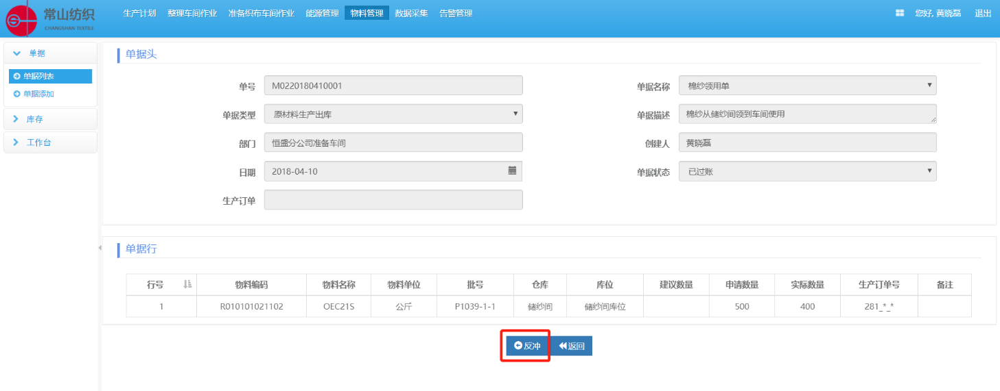 常山纺织
CHANGSHAN TEXTILE
生产计划 整理车间作业 准备织布车间作业 能源管理 物料管理 数据采集 告警管理
您好, 黄晓磊 退出
单据
单据列表
单据添加
库存
工作台
单据头
单号 M0220180410001 单据名称 棉纱领用单
单据类型 原材料生产出库 单据描述 棉纱从储纱间领到车间使用
部门 恒盛分公司准备车间 创建人 黄晓磊
日期 2018-04-10 单据状态 已过账
生产订单
单据行
行号 物料编码 物料名称 物料单位 批号 仓库 库位 建议数量 申请数量 实际数量 生产订单号 备注
1 R010101021102 OEC21S 公斤 P1039-1-1 储纱间 储纱间库位 500 400 281_*_*
反冲 返回